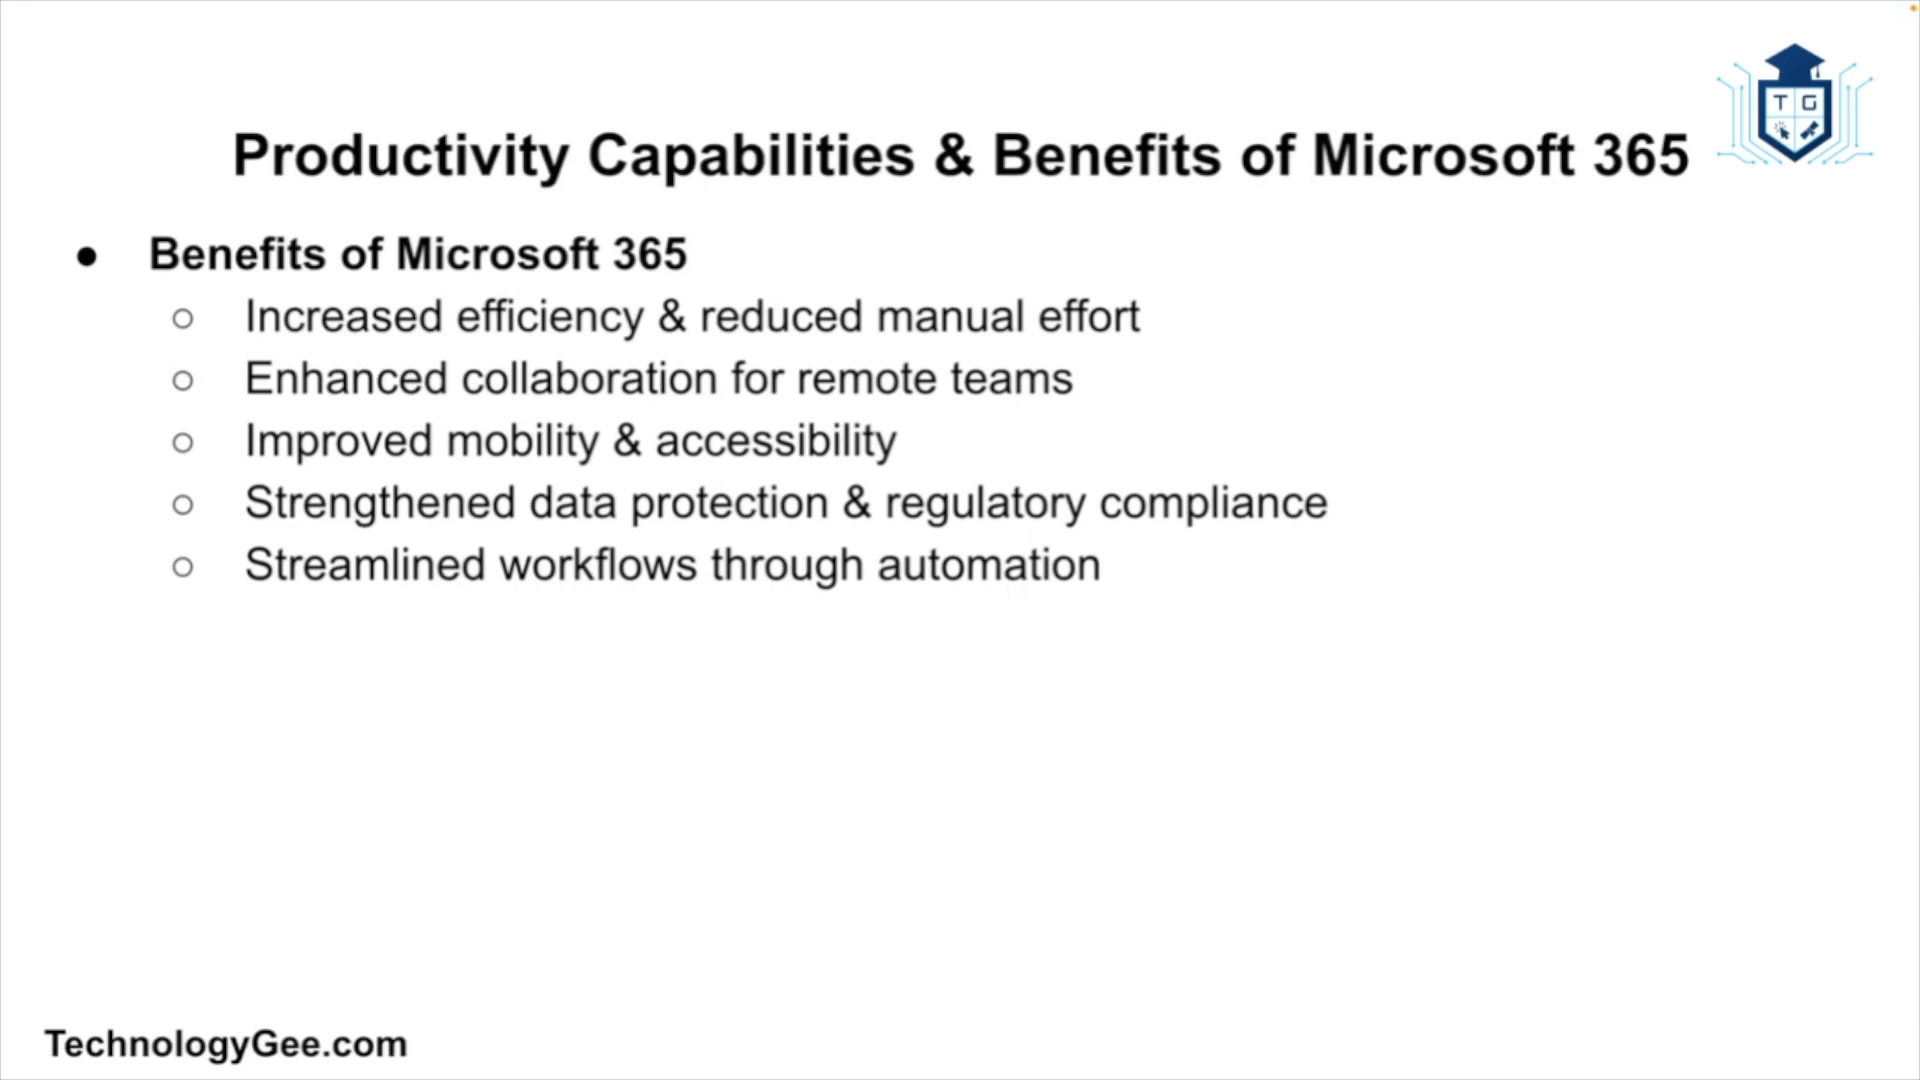 T G
Productivity Capabilities & Benefits of Microsoft 365
● Benefits of Microsoft 365
○ Increased efficiency & reduced manual effort
○ Enhanced collaboration for remote teams
○ Improved mobility & accessibility
○ Strengthened data protection & regulatory compliance
○ Streamlined workflows through automation
TechnologyGee.com